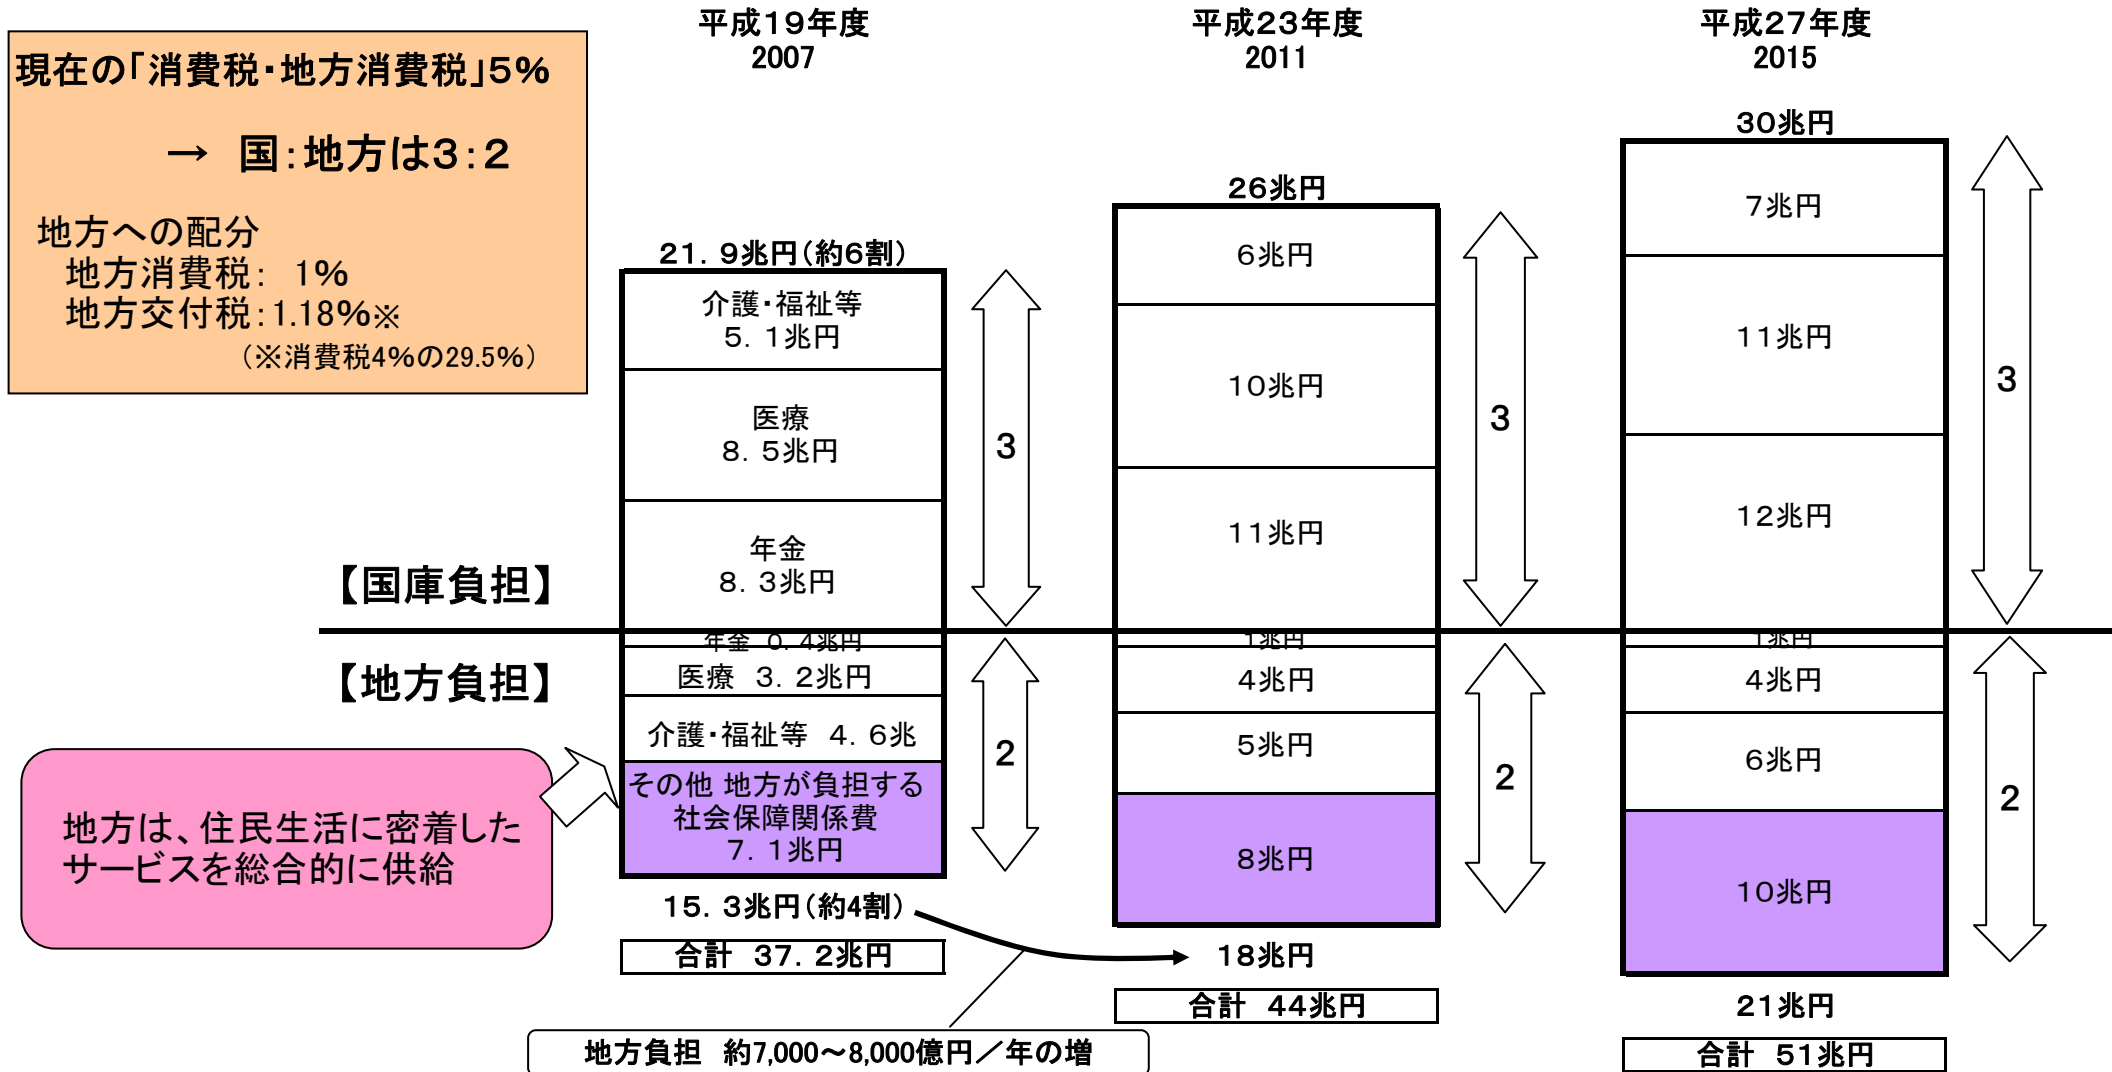 平成19年度
2007
平成23年度
2011
平成27年度
2015
現在の「消費税・地方消費税」5%
→ 国:地方は3:2
地方への配分
地方消費税: 1%
地方交付税:1.18%※
(※消費税4%の29.5%)
21.9兆円(約6割)
介護・福祉等
5.1兆円
医療
8.5兆円
年金
8.3兆円
3
26兆円
6兆円
10兆円
11兆円
3
30兆円
7兆円
11兆円
12兆円
3
【国庫負担】
【地方負担】
年金 0.4兆円
医療 3.2兆円
介護・福祉等 4.6兆
その他 地方が負担する
社会保障関係費
7.1兆円
2
15.3兆円(約4割)
合計 37.2兆円
1兆円
4兆円
5兆円
8兆円
2
18兆円
合計 44兆円
1兆円
4兆円
6兆円
10兆円
2
21兆円
合計 51兆円
地方は、住民生活に密着した
サービスを総合的に供給
地方負担 約7,000~8,000億円/年の増